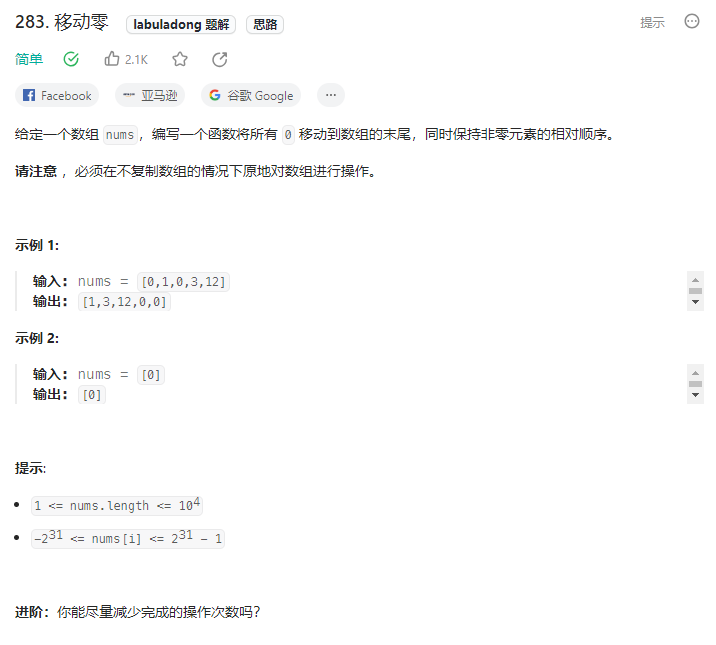 283. 移动零 labuladong 题解 思路 提示
简单 2.1K
Facebook 亚马逊 谷歌 Google ···
给定一个数组 nums，编写一个函数将所有 0 移动到数组的末尾，同时保持非零元素的相对顺序。
请注意 ，必须在不复制数组的情况下原地对数组进行操作。
示例 1:
输入: nums = [0,1,0,3,12]
输出: [1,3,12,0,0]
示例 2:
输入: nums = [0]
输出: [0]
提示:
1 <= nums.length <= 10⁴
-2³¹ <= nums[i] <= 2³¹ - 1
进阶：你能尽量减少完成的操作次数吗？